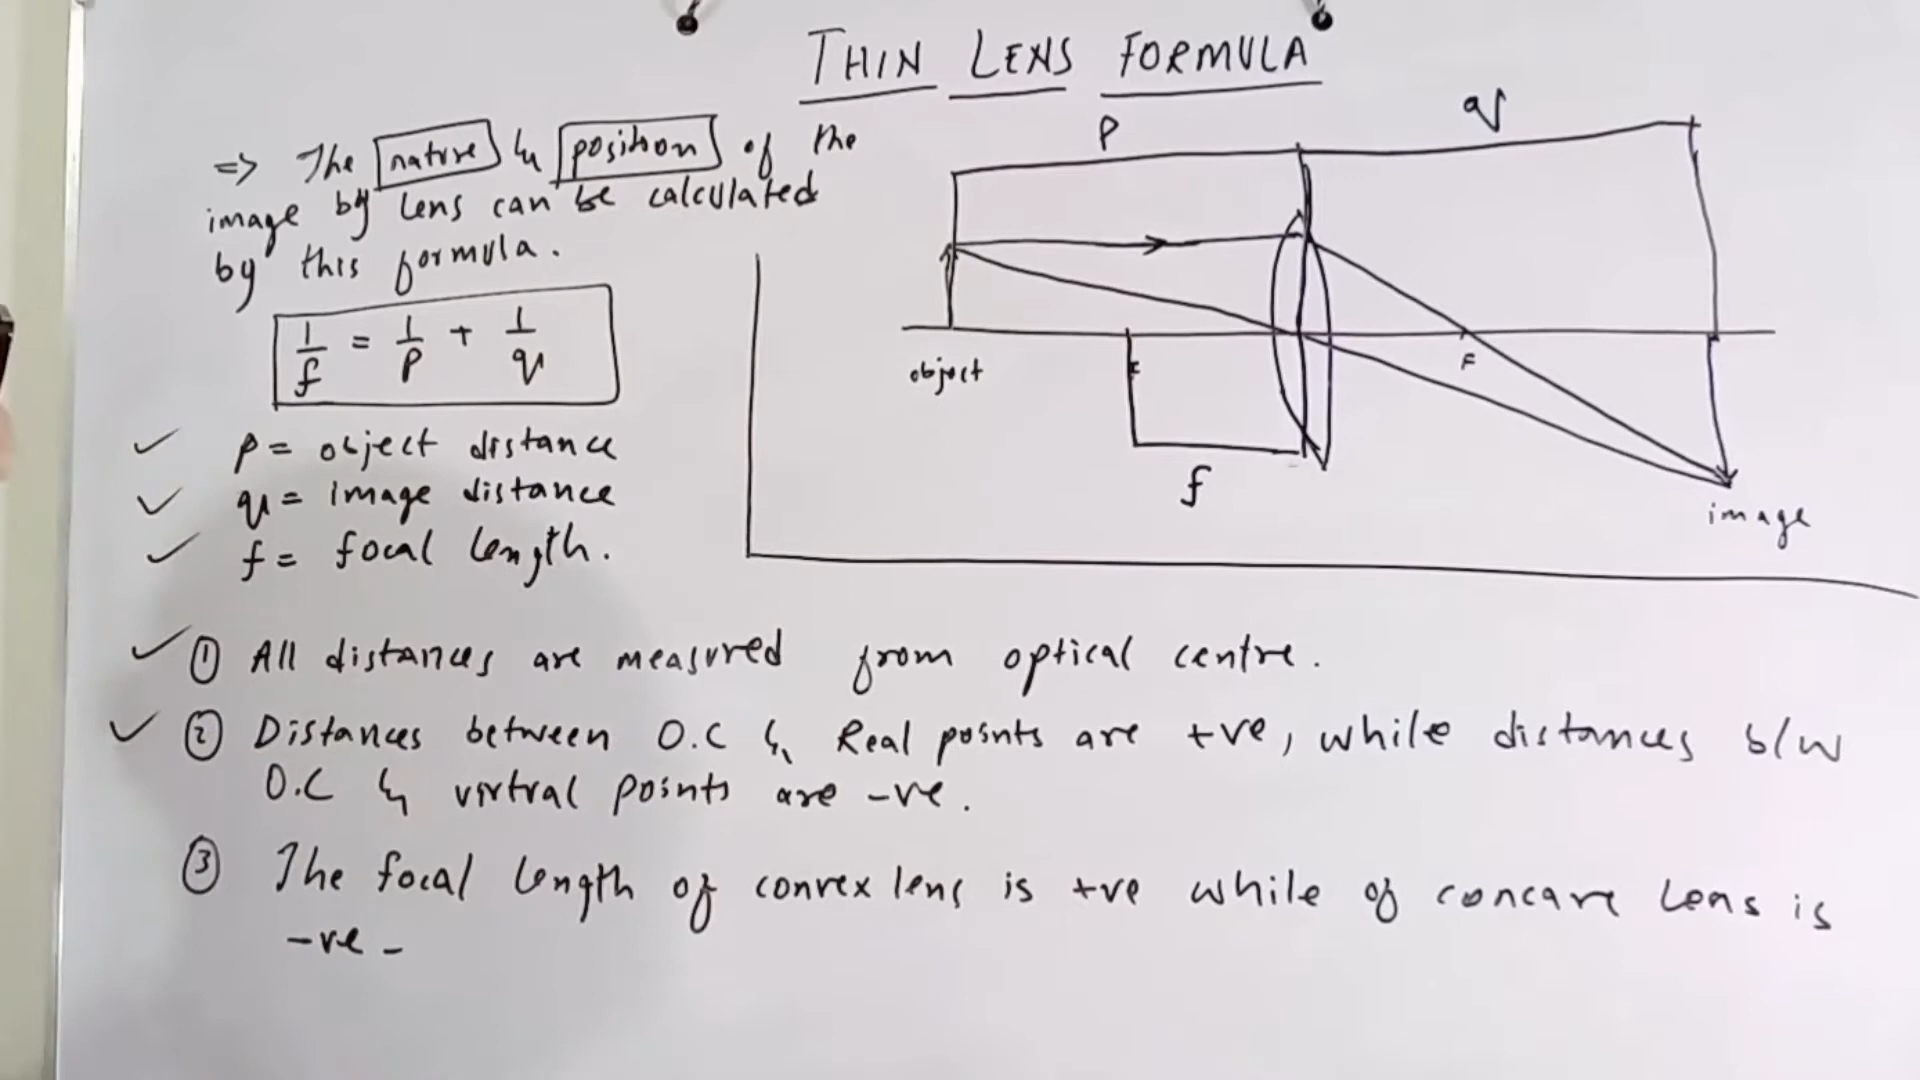 THIN LENS FORMULA
=> The nature & position of the
image by lens can be calculated
by this formula.
1/f = 1/p + 1/q
p = object distance
q = image distance
f = focal length.
P
q
object
F
F
f
image
① All distances are measured from optical centre.
② Distances between O.C & Real points are +ve, while distances b/w
O.C & virtual points are -ve.
③ The focal length of convex lens is +ve while of concave lens is
-ve -